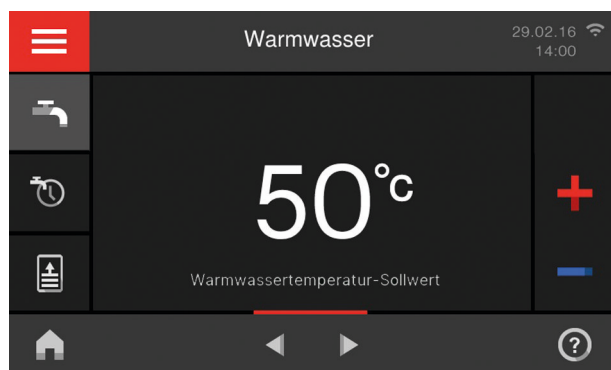 Warmwasser
29.02.16
14:00
50°C
Warmwassertemperatur-Sollwert
?